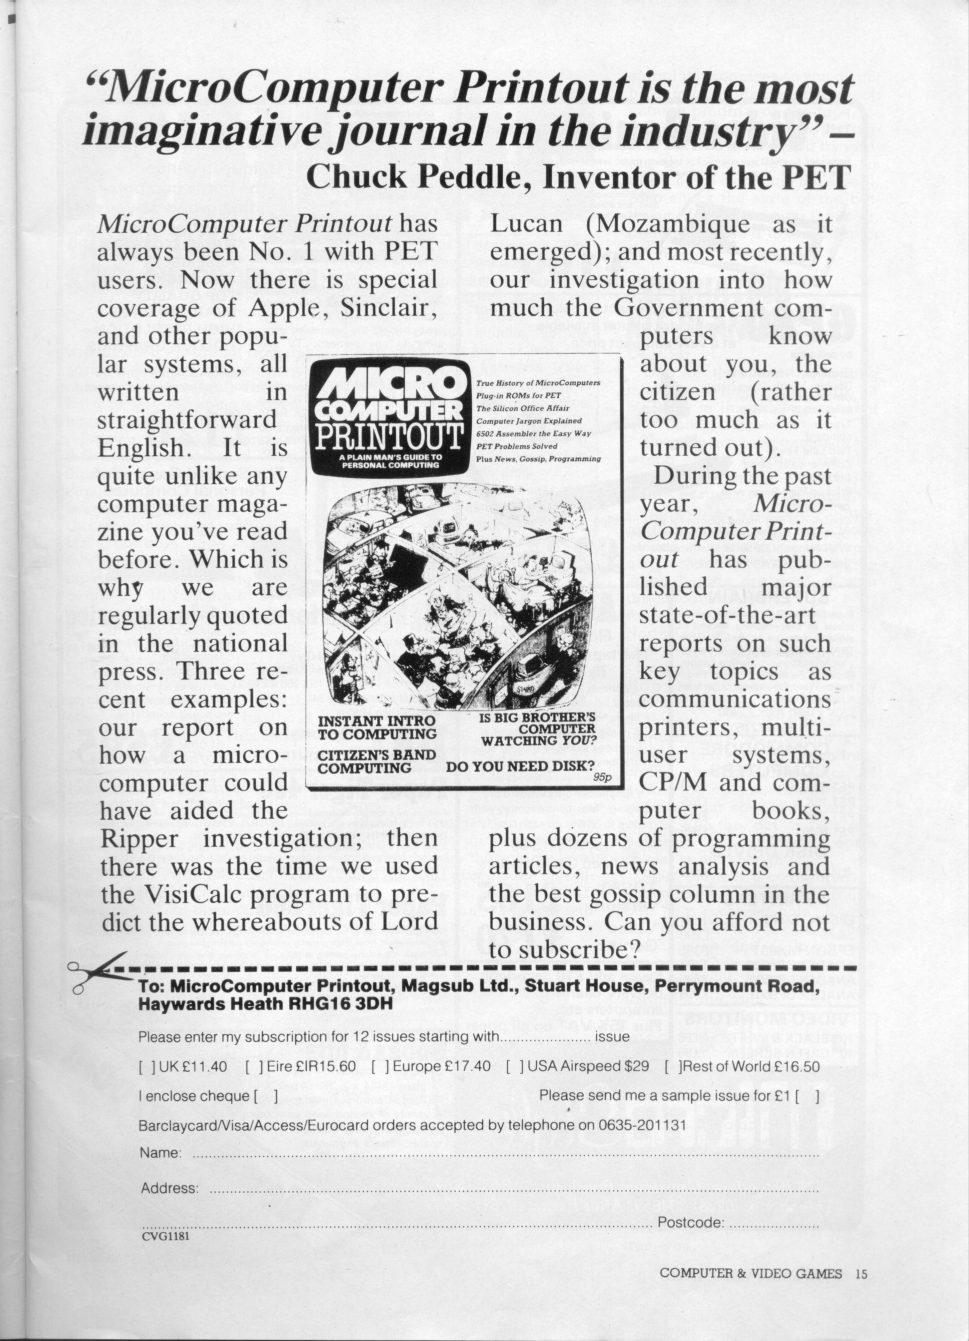 “MicroComputer Printout is the most
imaginative journal in the industry” –
Chuck Peddle, Inventor of the PET
MicroComputer Printout has
always been No. 1 with PET
users. Now there is special
coverage of Apple, Sinclair,
and other popu-
lar systems, all
written in
straightforward
English. It is
quite unlike any
computer maga-
zine you've read
before. Which is
why we are
regularly quoted
in the national
press. Three re-
cent examples:
our report on
how a micro-
computer could
have aided the
Ripper investigation; then
there was the time we used
the VisiCalc program to pre-
dict the whereabouts of Lord
Lucan (Mozambique as it
emerged); and most recently,
our investigation into how
much the Government com-
puters know
about you, the
citizen (rather
too much as it
turned out).
During the past
year, Micro-
Computer Print-
out has pub-
lished major
state-of-the-art
reports on such
key topics as
communications
printers, multi-
user systems,
CP/M and com-
puter books,
plus dozens of programming
articles, news analysis and
the best gossip column in the
business. Can you afford not
to subscribe?
MICRO
COMPUTER
PRINTOUT
A PLAIN MAN'S GUIDE TO
PERSONAL COMPUTING
True History of MicroComputers
Plug-in ROMs for PET
The Silicon Office Affair
Computer Jargon Explained
6502 Assembler the Easy Way
PET Problems Solved
Plus News, Gossip, Programming
INSTANT INTRO
TO COMPUTING
CITIZEN'S BAND
COMPUTING
IS BIG BROTHER'S
COMPUTER
WATCHING YOU?
DO YOU NEED DISK?
95p
To: MicroComputer Printout, Magsub Ltd., Stuart House, Perrymount Road,
Haywards Heath RHG16 3DH
Please enter my subscription for 12 issues starting with....................... issue
[ ] UK £11.40 [ ] Eire £IR15.60 [ ] Europe £17.40 [ ] USA Airspeed $29 [ ]Rest of World £16.50
I enclose cheque [ ] Please send me a sample issue for £1 [ ]
Barclaycard/Visa/Access/Eurocard orders accepted by telephone on 0635-201131
Name: ....................
Address: ....................
.................... Postcode: ....................
CVG1181
COMPUTER & VIDEO GAMES 15